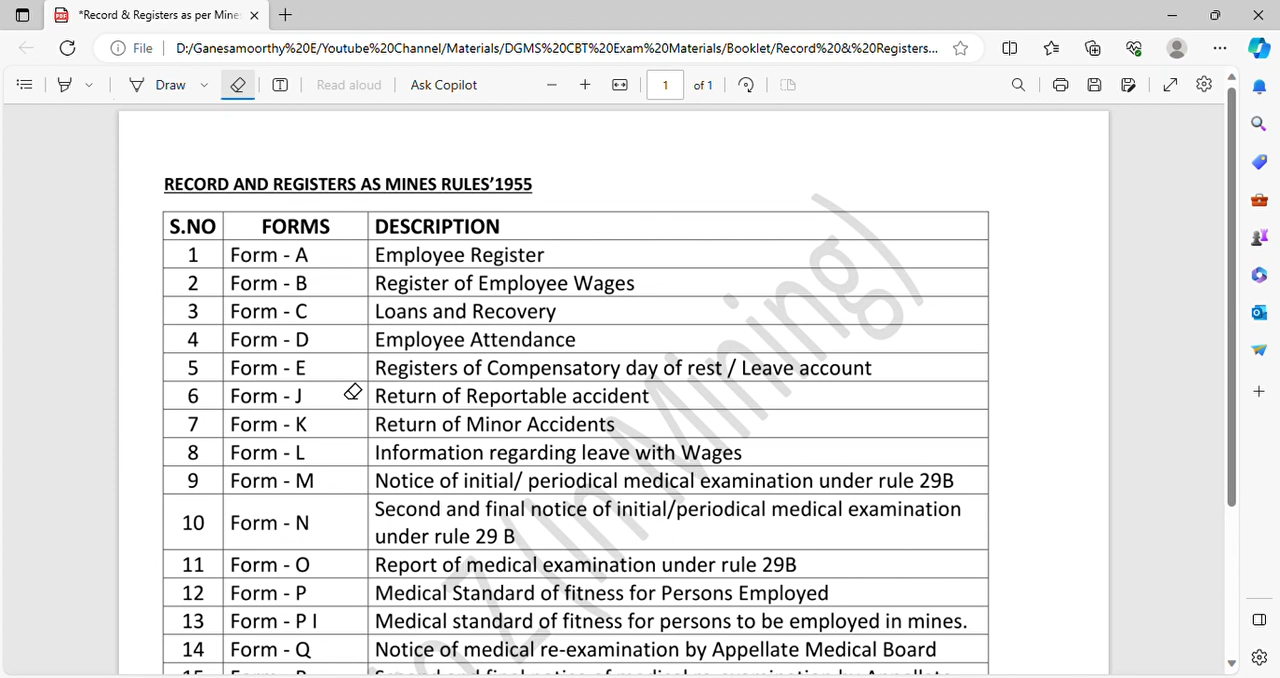 *Record & Registers as per Mines
File
D:/Ganesamoorthy%20E/Youtube%20Channel/Materials/DGMS%20CBT%20Exam%20Materials/Booklet/Record%20&%20Registers...
Draw
Read aloud
Ask Copilot
1 of 1
RECORD AND REGISTERS AS MINES RULES'1955
S.NO FORMS DESCRIPTION
1 Form - A Employee Register
2 Form - B Register of Employee Wages
3 Form - C Loans and Recovery
4 Form - D Employee Attendance
5 Form - E Registers of Compensatory day of rest / Leave account
6 Form - J Return of Reportable accident
7 Form - K Return of Minor Accidents
8 Form - L Information regarding leave with Wages
9 Form - M Notice of initial/ periodical medical examination under rule 29B
10 Form - N Second and final notice of initial/periodical medical examination
under rule 29 B
11 Form - O Report of medical examination under rule 29B
12 Form - P Medical Standard of fitness for Persons Employed
13 Form - P I Medical standard of fitness for persons to be employed in mines.
14 Form - Q Notice of medical re-examination by Appellate Medical Board
Z (In Mining)